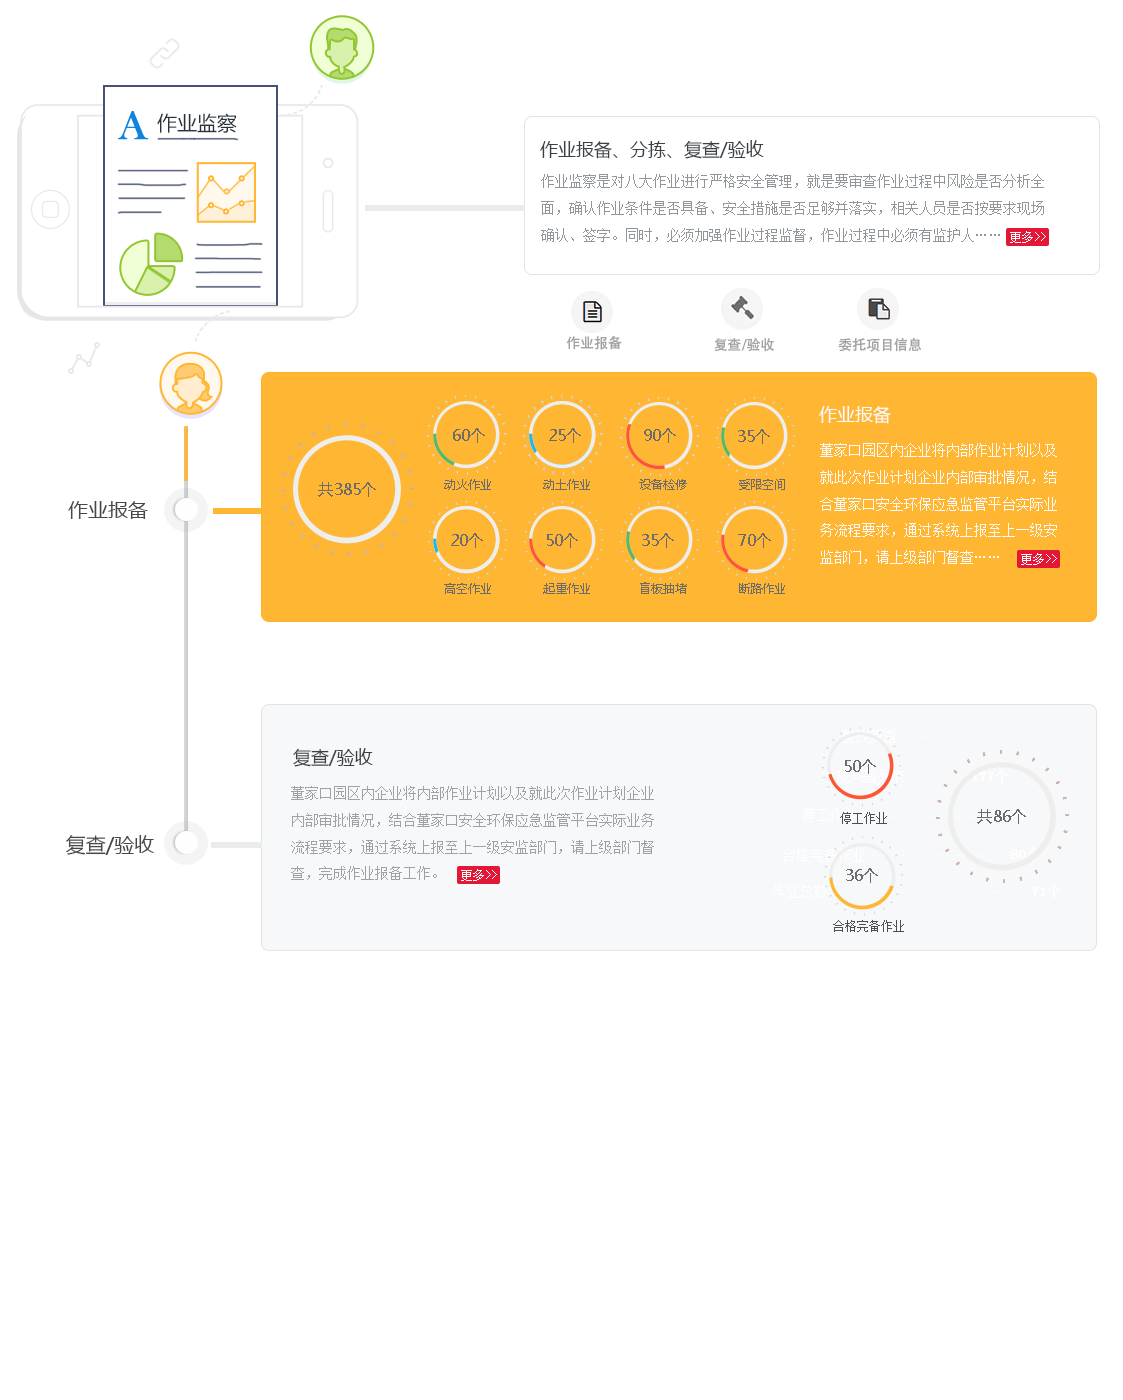 A 作业监察
作业报备、分拣、复查/验收
作业监察是对八大作业进行严格安全管理，就是要审查作业过程中风险是否分析全
面，确认作业条件是否具备、安全措施是否足够并落实，相关人员是否按要求现场
确认、签字。同时，必须加强作业过程监督，作业过程中必须有监护人…… 更多>>
作业报备
复查/验收
委托项目信息
作业报备
共385个
60个
25个
90个
35个
动火作业
动土作业
设备检修
受限空间
20个
50个
35个
70个
高空作业
起重作业
盲板抽堵
断路作业
作业报备
董家口园区内企业将内部作业计划以及
就此次作业计划企业内部审批情况，结
合董家口安全环保应急监管平台实际业
务流程要求，通过系统上报至上一级安
监部门，请上级部门督查…… 更多>>
复查/验收
复查/验收
董家口园区内企业将内部作业计划以及就此次作业计划企业
内部审批情况，结合董家口安全环保应急监管平台实际业务
流程要求，通过系统上报至上一级安监部门，请上级部门督
查，完成作业报备工作。 更多>>
50个
停工作业
36个
合格完备作业
共86个
177个
71个